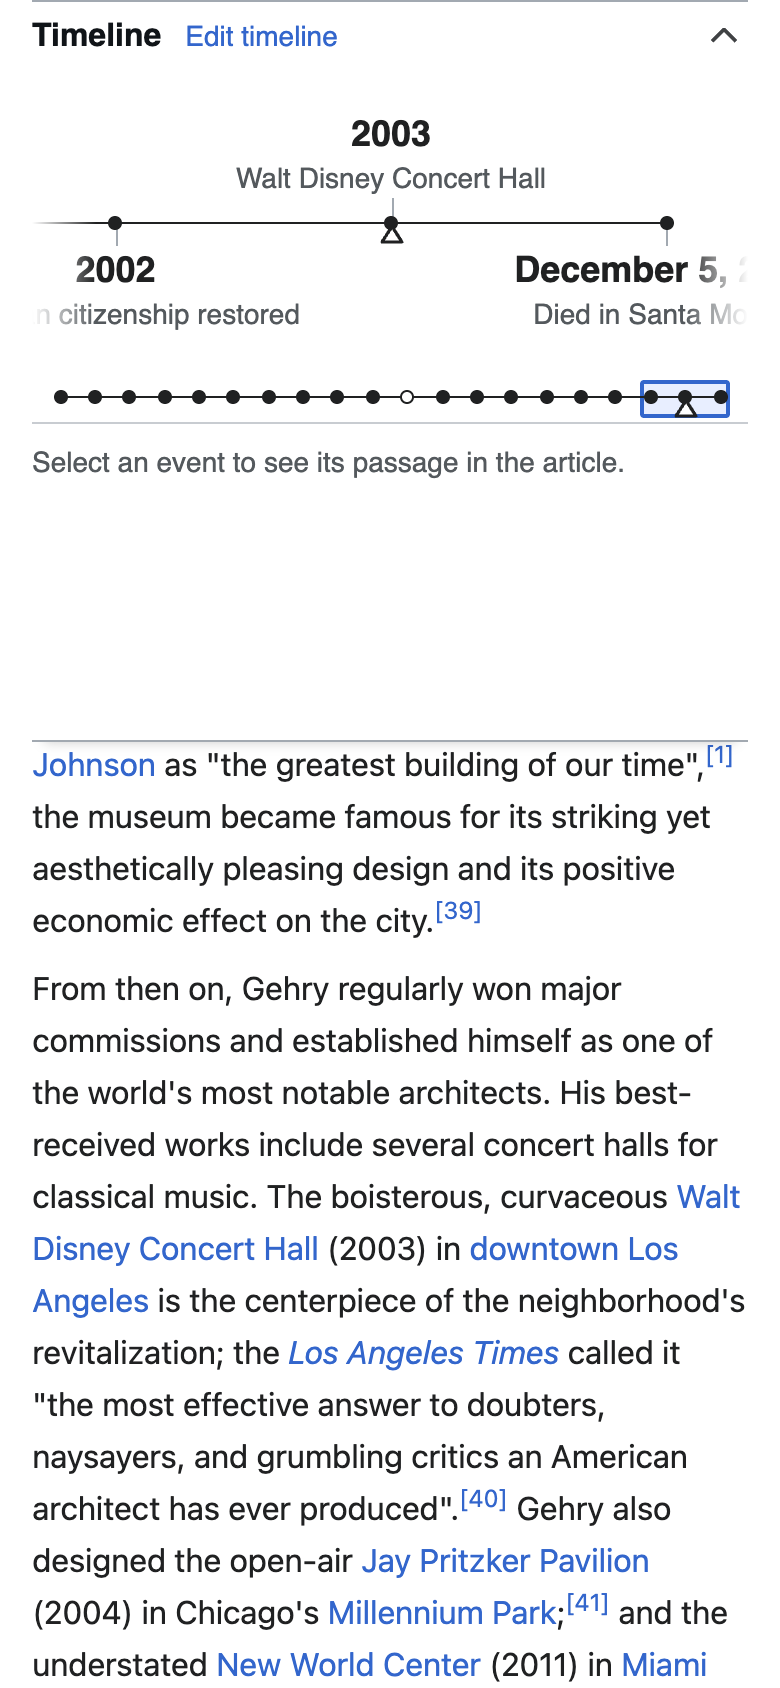 Timeline Edit timeline
2003
Walt Disney Concert Hall
2002
December 5,
n citizenship restored
Died in Santa Mo
Select an event to see its passage in the article.
Johnson as "the greatest building of our time",[1]
the museum became famous for its striking yet
aesthetically pleasing design and its positive
economic effect on the city.[39]
From then on, Gehry regularly won major
commissions and established himself as one of
the world's most notable architects. His best-
received works include several concert halls for
classical music. The boisterous, curvaceous Walt
Disney Concert Hall (2003) in downtown Los
Angeles is the centerpiece of the neighborhood's
revitalization; the Los Angeles Times called it
"the most effective answer to doubters,
naysayers, and grumbling critics an American
architect has ever produced".[40] Gehry also
designed the open-air Jay Pritzker Pavilion
(2004) in Chicago's Millennium Park;[41] and the
understated New World Center (2011) in Miami